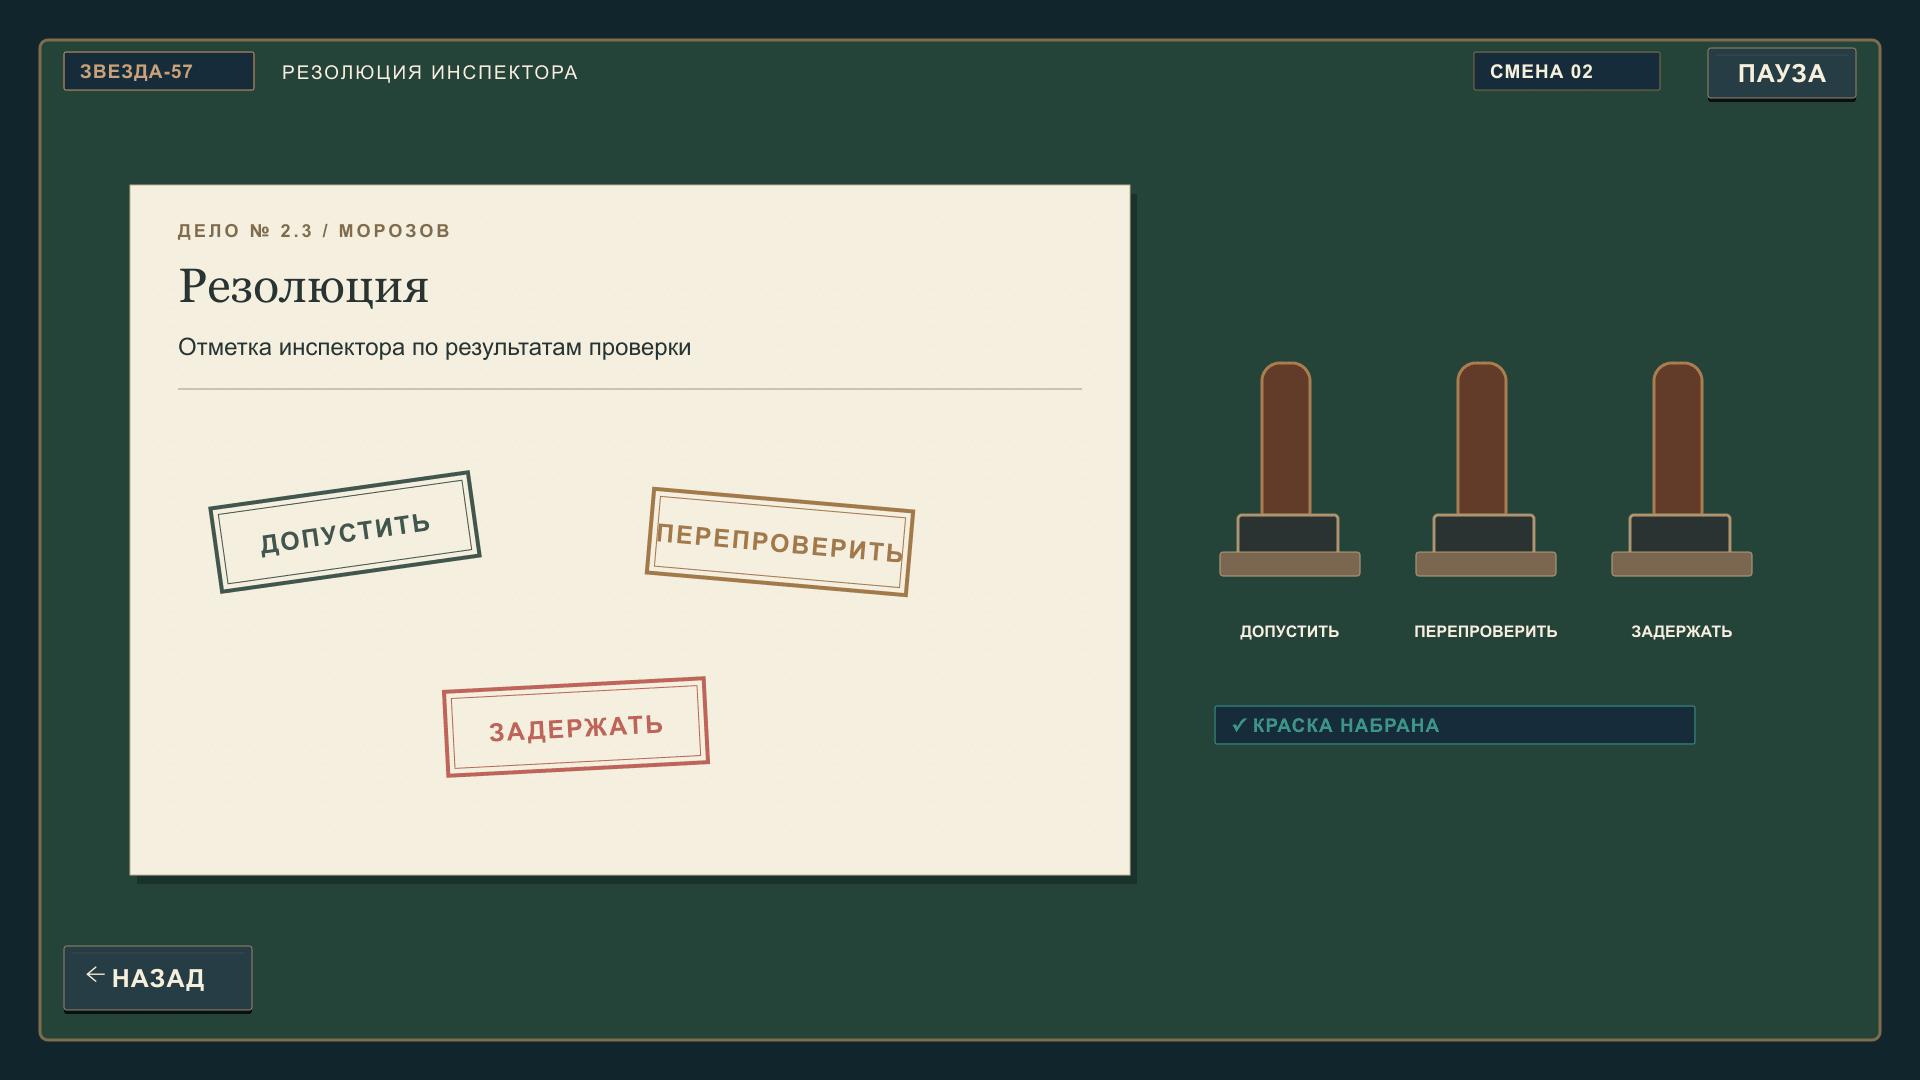 ЗВЕЗДА-57
РЕЗОЛЮЦИЯ ИНСПЕКТОРА
СМЕНА 02
ПАУЗА
ДЕЛО № 2.3 / МОРОЗОВ
Резолюция
Отметка инспектора по результатам проверки
ДОПУСТИТЬ
ПЕРЕПРОВЕРИТЬ
ЗАДЕРЖАТЬ
ДОПУСТИТЬ
ПЕРЕПРОВЕРИТЬ
ЗАДЕРЖАТЬ
✓ КРАСКА НАБРАНА
← НАЗАД